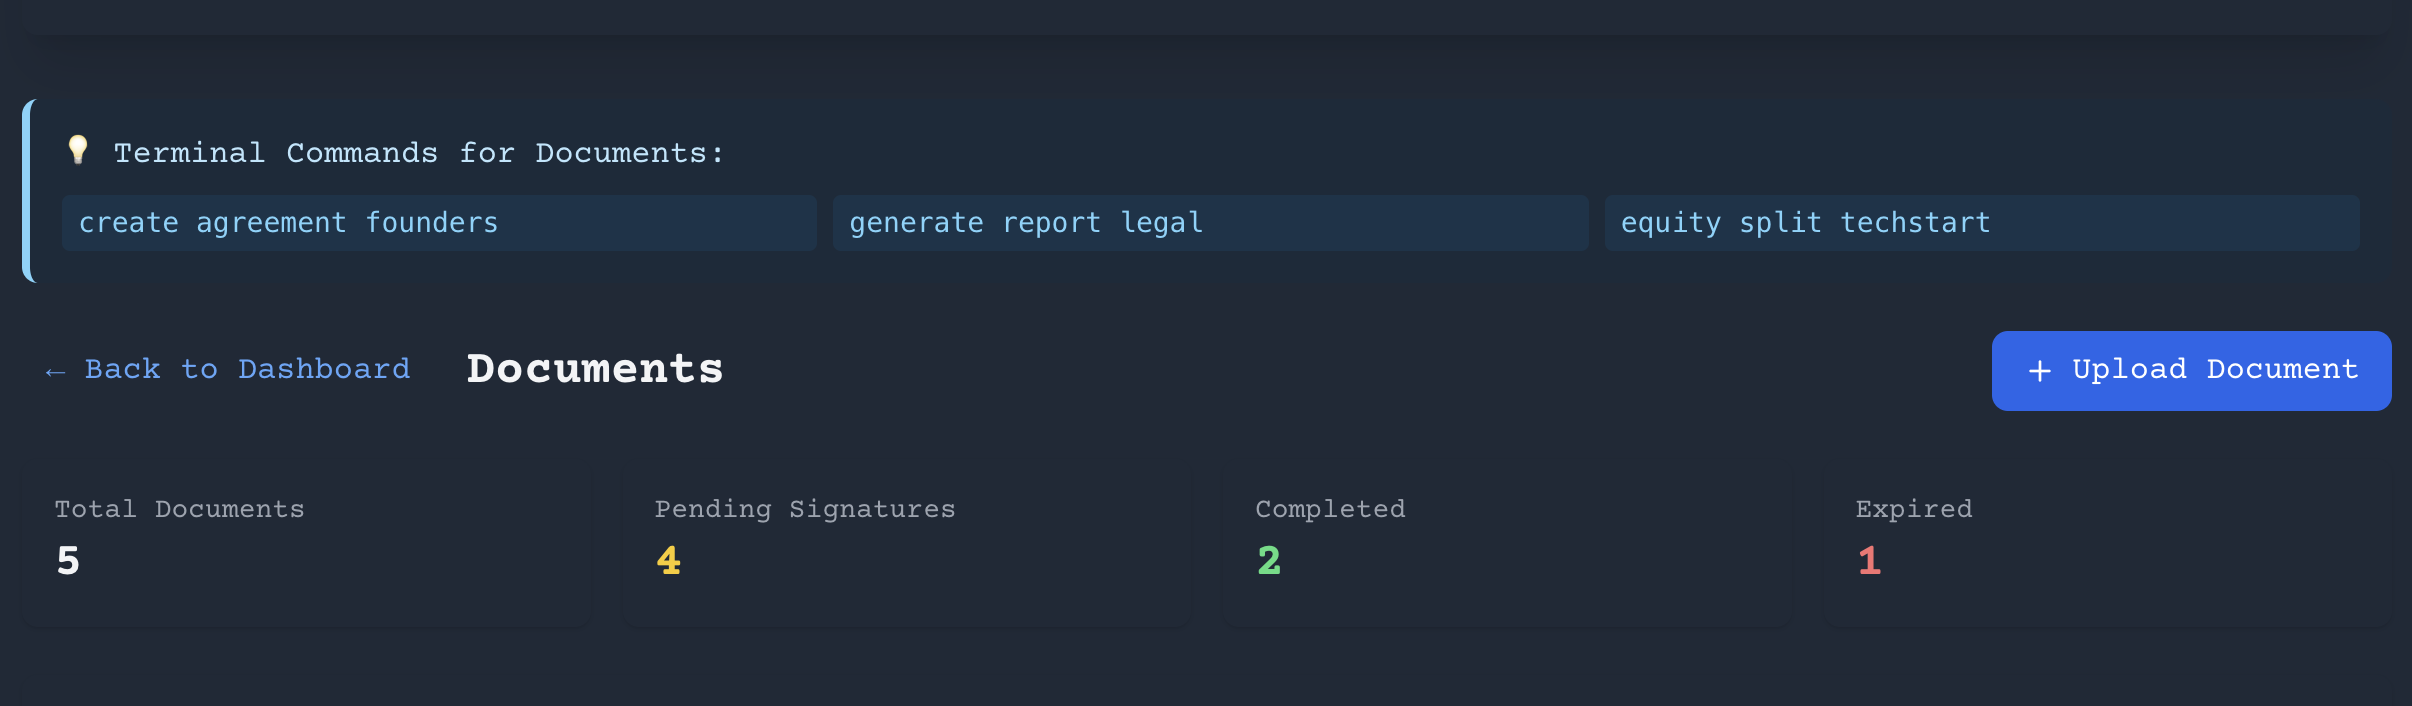 💡 Terminal Commands for Documents:
create agreement founders
generate report legal
equity split techstart
← Back to Dashboard
Documents
+ Upload Document
Total Documents
5
Pending Signatures
4
Completed
2
Expired
1